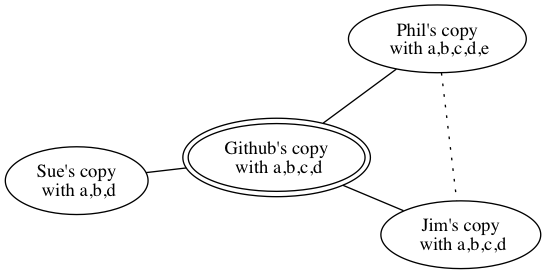 Phil's copy
with a,b,c,d,e
Github's copy
with a,b,c,d
Sue's copy
with a,b,d
Jim's copy
with a,b,c,d